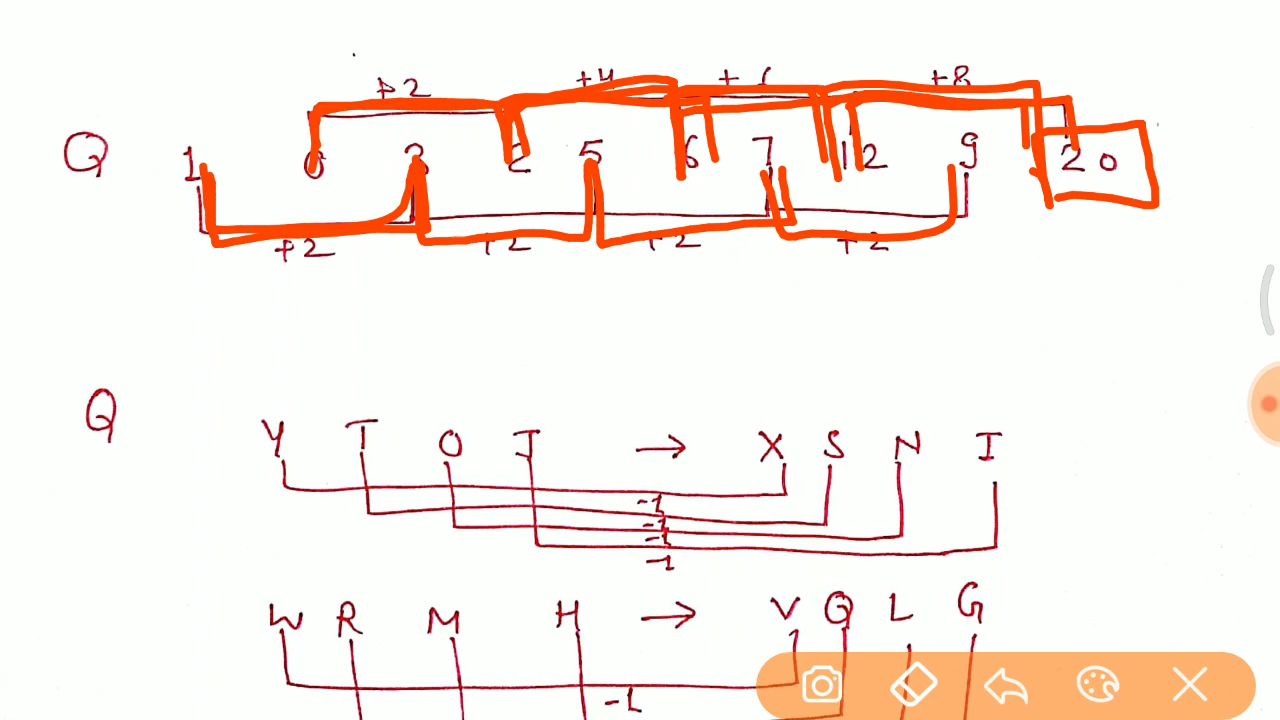 +2 +4 + 6 +8
Q 1 0 3 2 5 6 7 12 9 20
+2 +2 +2 +2
Q
Y T O J → X S N I
-1
-1
-1
-1
W R M H → V Q L G
-1